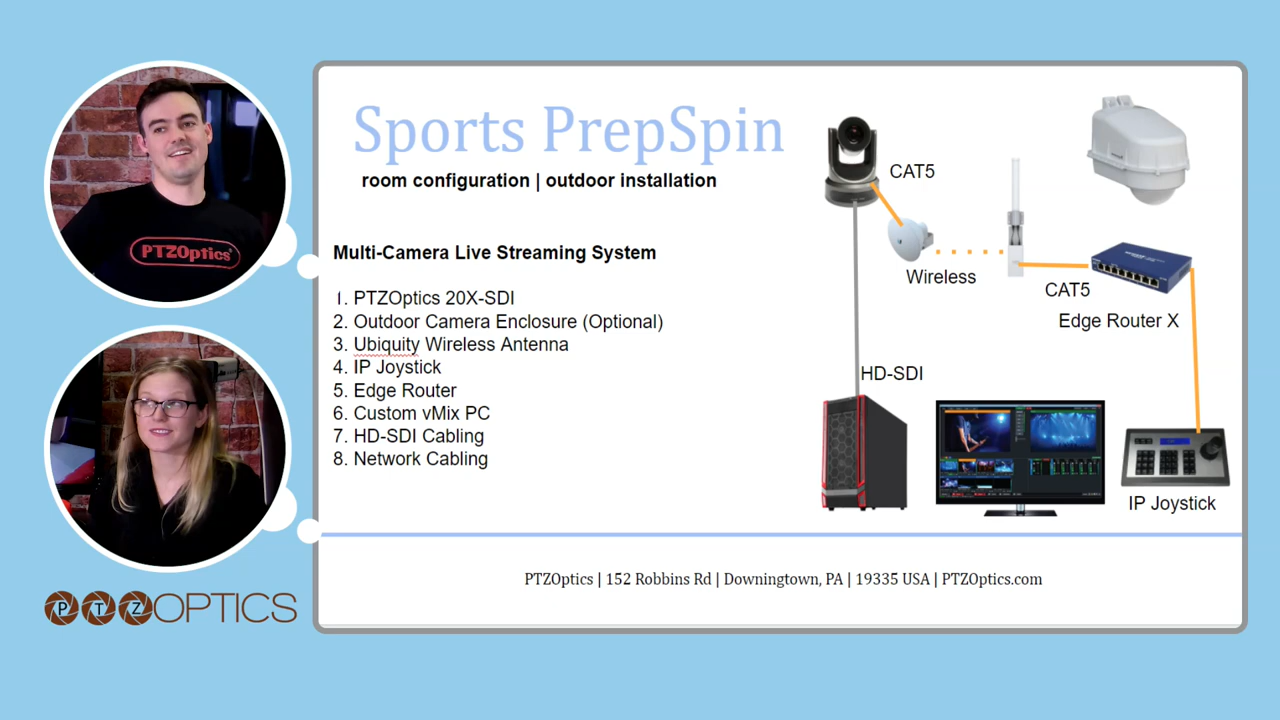 Sports PrepSpin
room configuration | outdoor installation
Multi-Camera Live Streaming System
1. PTZOptics 20X-SDI
2. Outdoor Camera Enclosure (Optional)
3. Ubiquity Wireless Antenna
4. IP Joystick
5. Edge Router
6. Custom vMix PC
7. HD-SDI Cabling
8. Network Cabling
CAT5
Wireless
CAT5
Edge Router X
HD-SDI
IP Joystick
PTZOptics | 152 Robbins Rd | Downingtown, PA | 19335 USA | PTZOptics.com
PTZOptics
PTZOPTICS